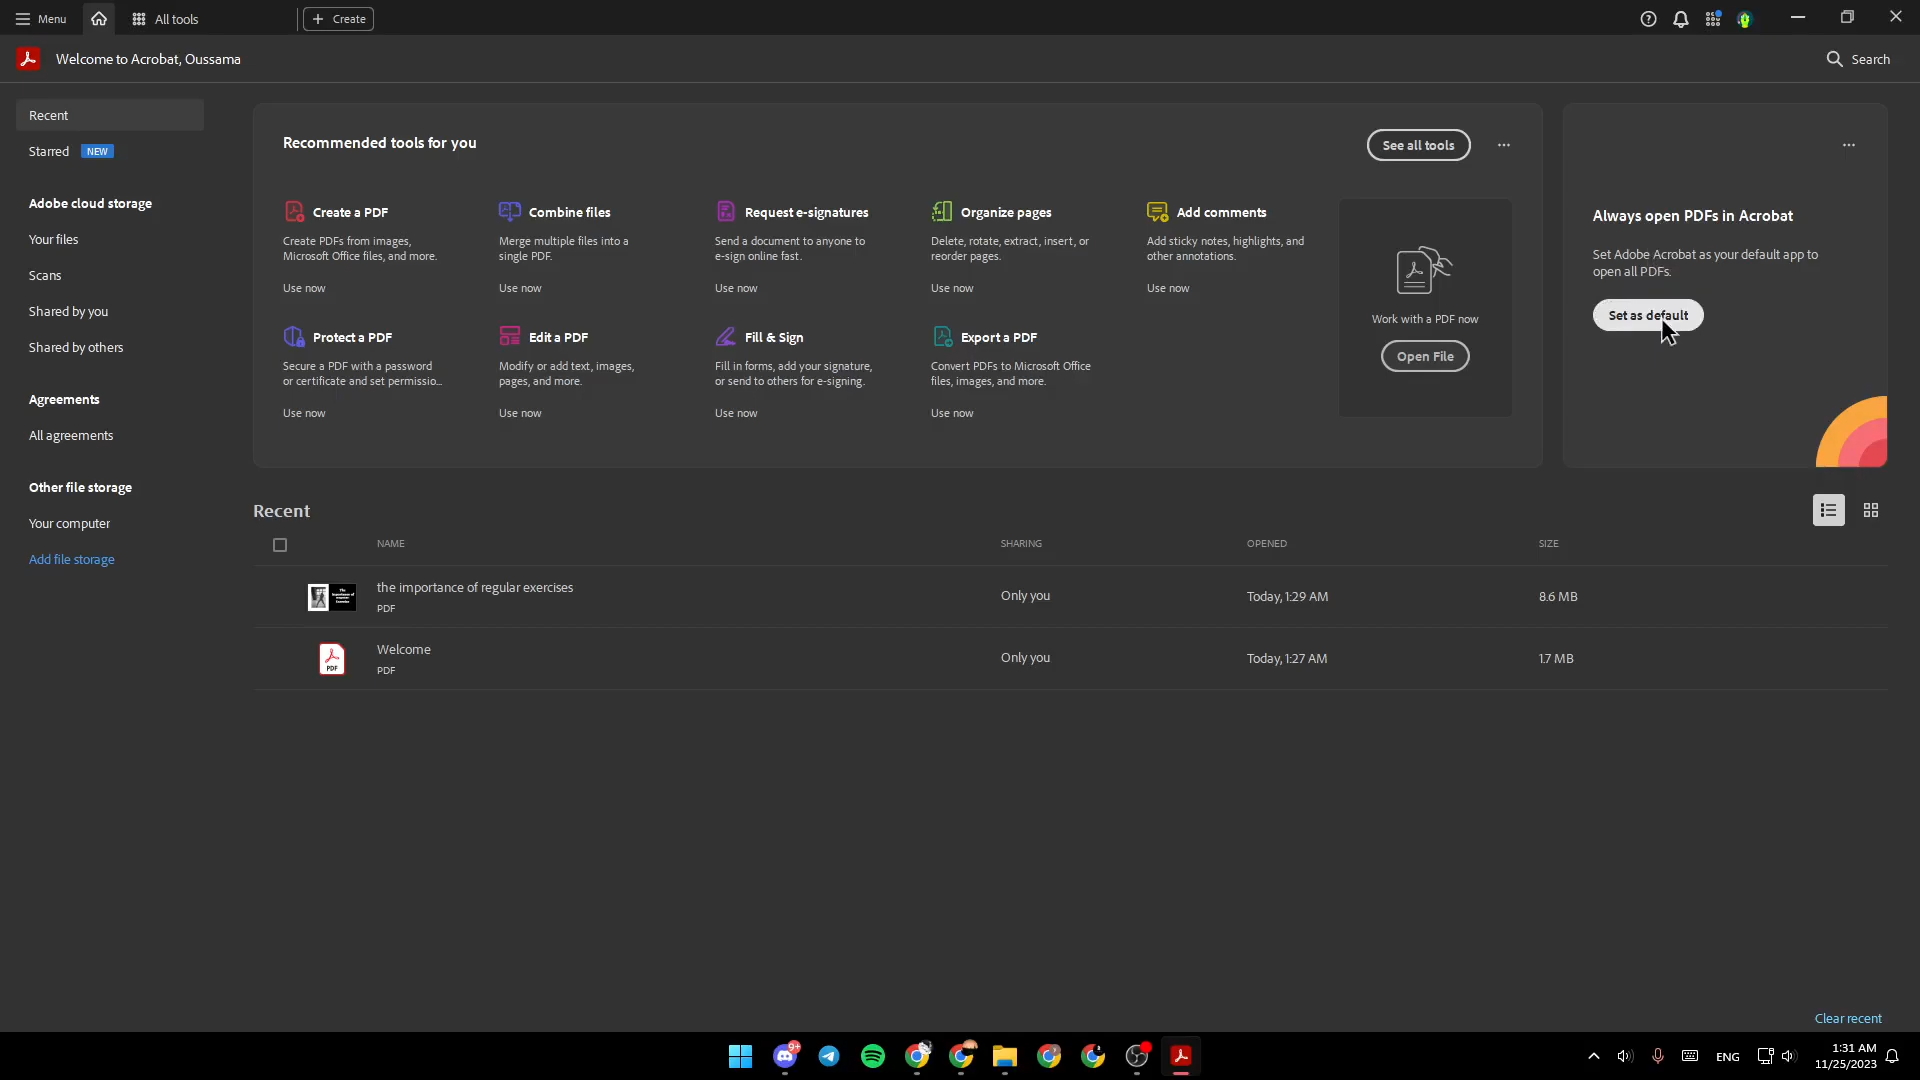 Menu
All tools
Create
Welcome to Acrobat, Oussama
Search
Recent
Starred NEW
Adobe cloud storage
Your files
Scans
Shared by you
Shared by others
Agreements
All agreements
Other file storage
Your computer
Add file storage
Recommended tools for you
See all tools
Create a PDF
Create PDFs from images,
Microsoft Office files, and more.
Use now
Combine files
Merge multiple files into a
single PDF.
Use now
Request e-signatures
Send a document to anyone to
e-sign online fast.
Use now
Organize pages
Delete, rotate, extract, insert, or
reorder pages.
Use now
Add comments
Add sticky notes, highlights, and
other annotations.
Use now
Protect a PDF
Secure a PDF with a password
or certificate and set permissio...
Use now
Edit a PDF
Modify or add text, images,
pages, and more.
Use now
Fill & Sign
Fill in forms, add your signature,
or send to others for e-signing.
Use now
Export a PDF
Convert PDFs to Microsoft Office
files, images, and more.
Use now
Work with a PDF now
Open File
Always open PDFs in Acrobat
Set Adobe Acrobat as your default app to
open all PDFs.
Set as default
Recent
NAME SHARING OPENED SIZE
the importance of regular exercises
PDF
Only you
Today, 1:29 AM
8.6 MB
Welcome
PDF
PDF
Only you
Today, 1:27 AM
1.7 MB
Clear recent
9+
ENG
1:31 AM
11/25/2023